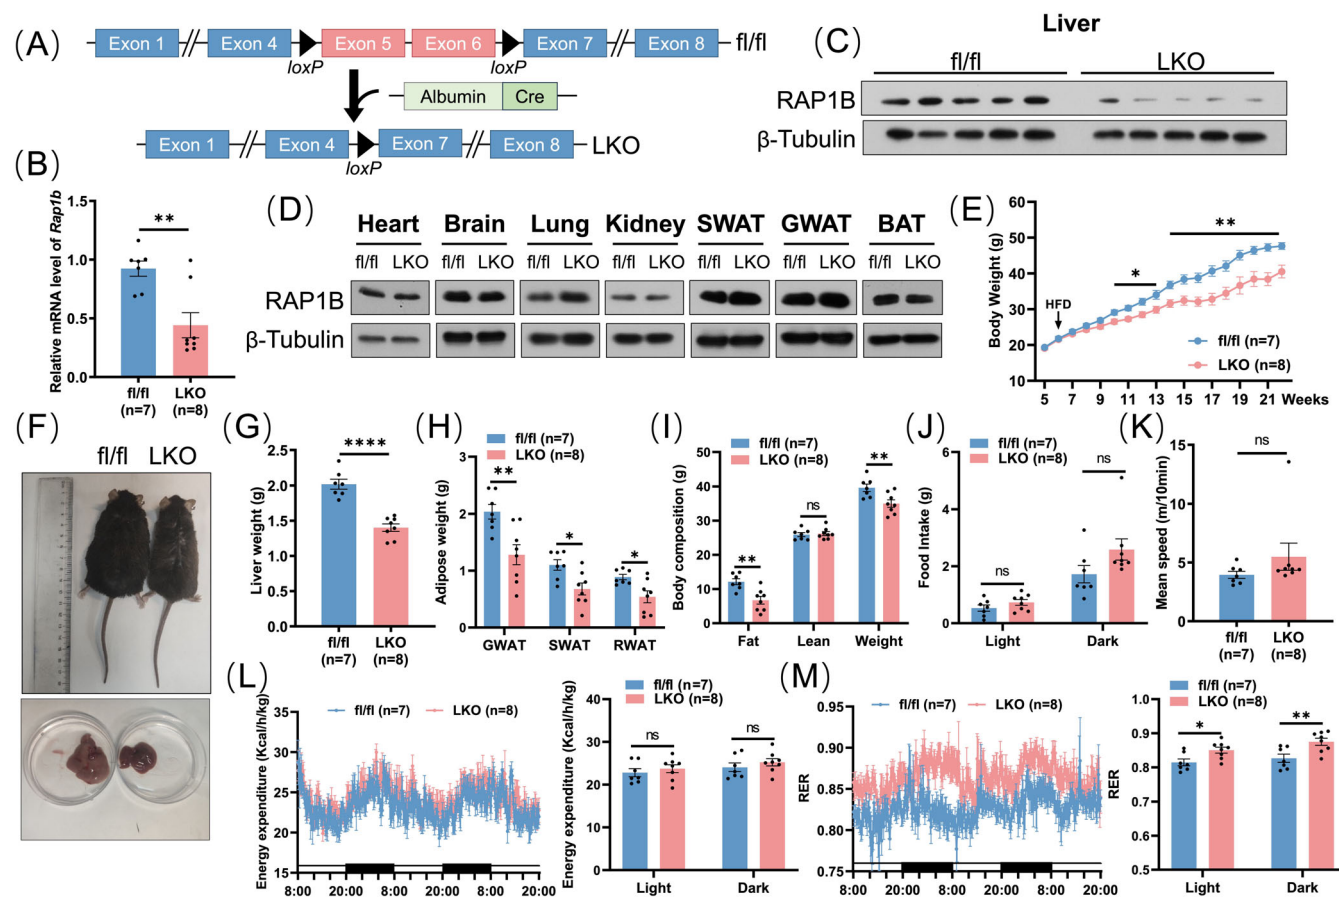 (A)
Exon 1 Exon 4 Exon 5 Exon 6 Exon 7 Exon 8 fl/fl
loxP loxP
Albumin Cre
Exon 1 Exon 4 Exon 7 Exon 8 LKO
loxP
(B)
Relative mRNA level of Rap1b
1.5
1.0
0.5
0.0
**
fl/fl LKO
(n=7) (n=8)
(C)
Liver
fl/fl LKO
RAP1B
β-Tubulin
(D)
Heart Brain Lung Kidney SWAT GWAT BAT
fl/fl LKO fl/fl LKO fl/fl LKO fl/fl LKO fl/fl LKO fl/fl LKO fl/fl LKO
RAP1B
β-Tubulin
(E)
Body Weight (g)
60
50
40
30
20
10
HFD
*
**
fl/fl (n=7)
LKO (n=8)
5 7 9 11 13 15 17 19 21 Weeks
(F)
fl/fl LKO
(G)
Liver weight (g)
2.5
2.0
1.5
1.0
0.5
0.0
****
fl/fl LKO
(n=7) (n=8)
(H)
fl/fl (n=7)
LKO (n=8)
Adipose weight (g)
3
2
1
0
** * *
GWAT SWAT RWAT
(I)
fl/fl (n=7)
LKO (n=8)
Body composition (g)
50
40
30
20
10
0
** ns **
Fat Lean Weight
(J)
fl/fl (n=7)
LKO (n=8)
Food Intake (g)
6
4
2
0
ns ns
Light Dark
(K)
Mean speed (m/10min)
15
10
5
0
ns
fl/fl LKO
(n=7) (n=8)
(L)
fl/fl (n=7) LKO (n=8)
Energy expenditure (Kcal/h/kg)
35
30
25
20
15
8:00 20:00 8:00 20:00 8:00 20:00
fl/fl (n=7)
LKO (n=8)
Energy expenditure (Kcal/h/kg)
40
30
20
10
0
ns ns
Light Dark
(M)
fl/fl (n=7) LKO (n=8)
RER
0.95
0.90
0.85
0.80
0.75
8:00 20:00 8:00 20:00 8:00 20:00
fl/fl (n=7)
LKO (n=8)
RER
0.9
0.8
0.7
0.6
0.5
* **
Light Dark